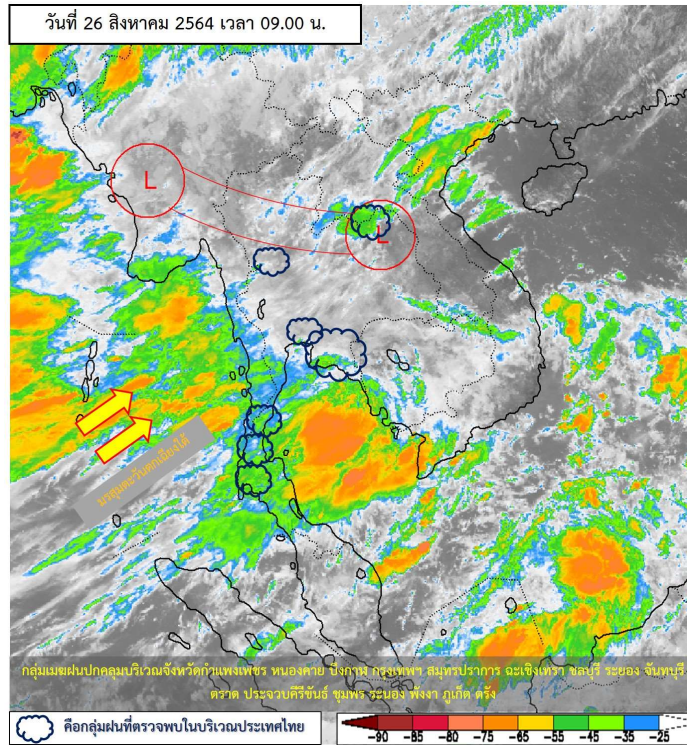 วันที่ 26 สิงหาคม 2564 เวลา 09.00 น.
L
L
มรสุมตะวันตกเฉียงใต้
กลุ่มเมฆฝนปกคลุมบริเวณจังหวัดกำแพงเพชร หนองคาย บึงกาฬ กรุงเทพฯ สมุทรปราการ ฉะเชิงเทรา ชลบุรี ระยอง จันทบุรี
ตราด ประจวบคีรีขันธ์ ชุมพร ระนอง พังงา ภูเก็ต ตรัง
คือกลุ่มฝนที่ตรวจพบในบริเวณประเทศไทย
-90 -85 -80 -75 -65 -55 -45 -35 -25